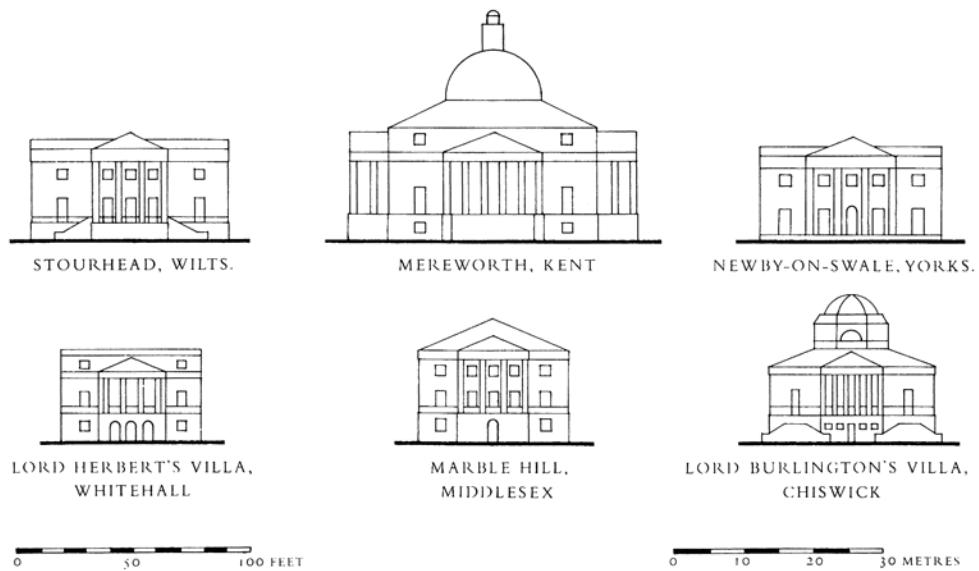 STOURHEAD, WILTS.
MEREWORTH, KENT
NEWBY-ON-SWALE, YORKS.
LORD HERBERT'S VILLA,
WHITEHALL
MARBLE HILL,
MIDDLESEX
LORD BURLINGTON'S VILLA,
CHISWICK
0 50 100 FEET
0 10 20 30 METRES